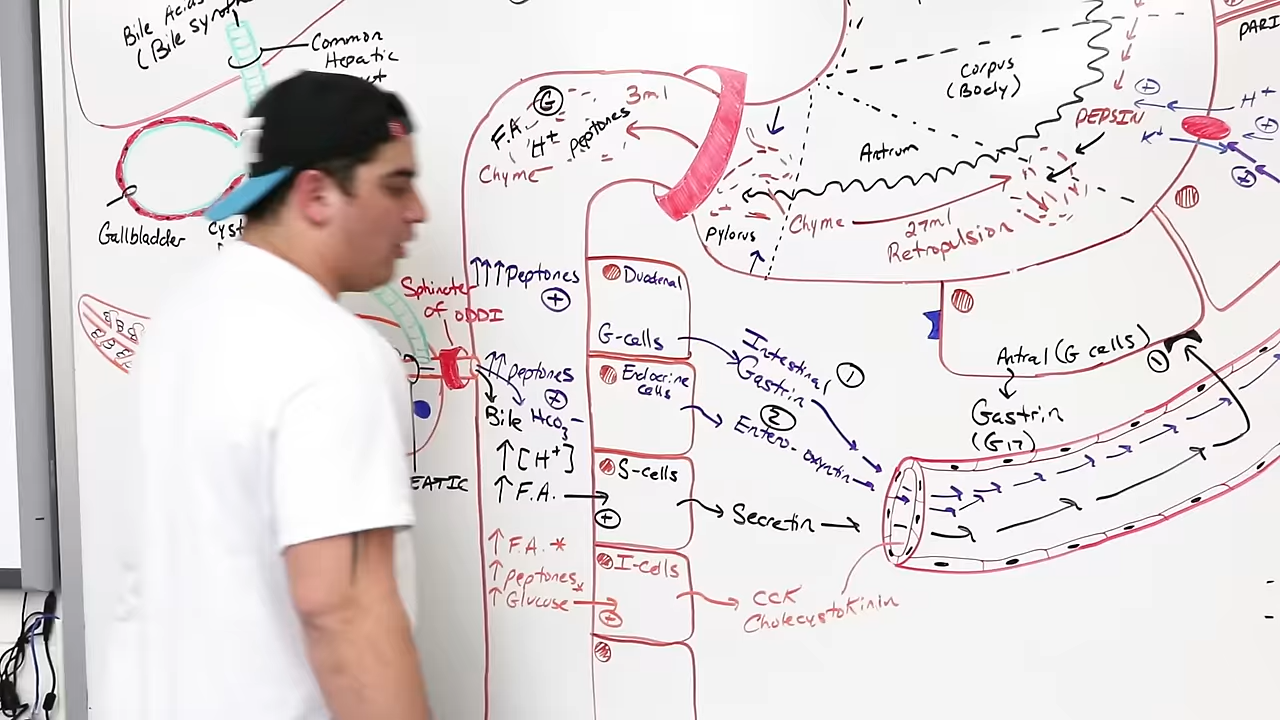 Bile Acids
(Bile Synth
Common
Hepatic
Gallbladder
Cyst
Sphincter
of ODDI
EATIC
G
3ml
F.A.
H+
peptones
Chyme
↑↑↑Peptones
+
↑↑peptones
+
Bile HCO3-
↑[H+]
↑F.A.
+
↑F.A.*
↑peptones*
↑Glucose
+
Duodenal
G-cells
Endocrine
cells
S-cells
I-cells
Intestinal
Gastrin
1
2
Entero-oxyntin
Secretin
CCK
Cholecystokinin
Corpus
(Body)
Antrum
PEPSIN
Pylorus
Chyme
27ml
Retropulsion
PARI
+
H+
K+
+
+
Antral (G cells)
Gastrin
(G17)